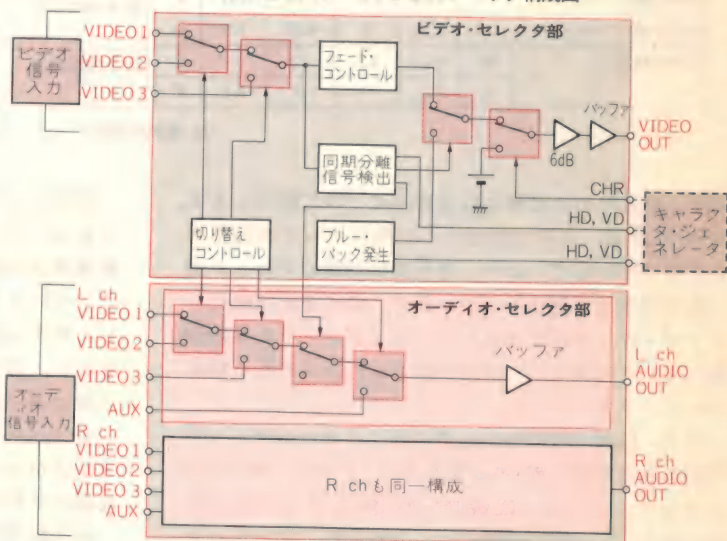 ビデオ・セレクタ部
ビデオ
信号
入力
VIDEO 1
VIDEO 2
VIDEO 3
フェード・
コントロール
同期分離
信号検出
切り替え
コントロール
ブルー・
バック発生
6dB
バッファ
VIDEO
OUT
CHR
HD, VD
HD, VD
キャラク
タ・ジェ
ネレータ
オーディオ・セレクタ部
オーデ
ィオ
信号入力
L ch
VIDEO 1
VIDEO 2
VIDEO 3
AUX
バッファ
L ch
AUDIO
OUT
R ch
VIDEO 1
VIDEO 2
VIDEO 3
AUX
R chも同一構成
R ch
AUDIO
OUT